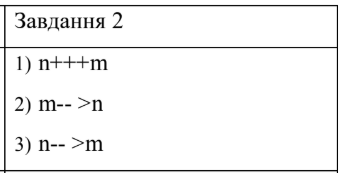 Завдання 2
1) n+++m
2) m-- >n
3) n-- >m